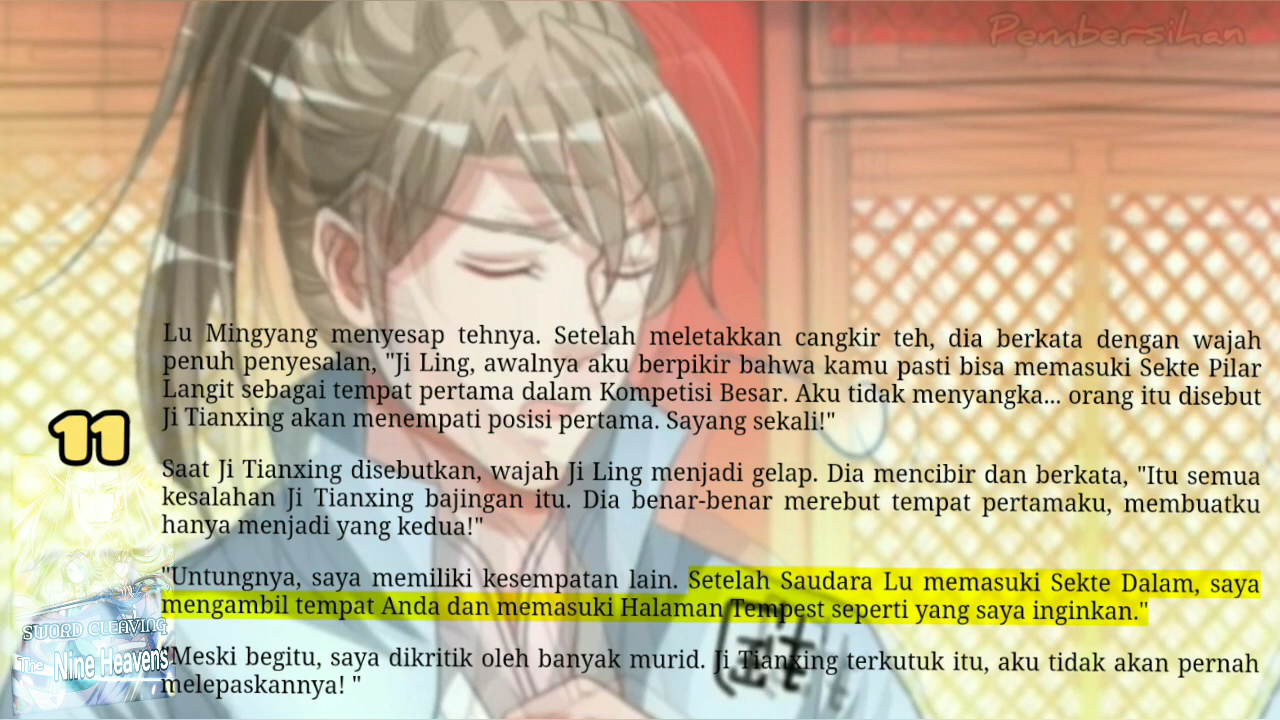 Pembersihan
Lu Mingyang menyesap tehnya. Setelah meletakkan cangkir teh, dia berkata dengan wajah
penuh penyesalan, "Ji Ling, awalnya aku berpikir bahwa kamu pasti bisa memasuki Sekte Pilar
Langit sebagai tempat pertama dalam Kompetisi Besar. Aku tidak menyangka... orang itu disebut
Ji Tianxing akan menempati posisi pertama. Sayang sekali!"
11
Saat Ji Tianxing disebutkan, wajah Ji Ling menjadi gelap. Dia mencibir dan berkata, "Itu semua
kesalahan Ji Tianxing bajingan itu. Dia benar-benar merebut tempat pertamaku, membuatku
hanya menjadi yang kedua!"
"Untungnya, saya memiliki kesempatan lain. Setelah Saudara Lu memasuki Sekte Dalam, saya
mengambil tempat Anda dan memasuki Halaman Tempest seperti yang saya inginkan."
"Meski begitu, saya dikritik oleh banyak murid. Ji Tianxing terkutuk itu, aku tidak akan pernah
melepaskannya! "
SWORD CLEAVING
The Nine Heavens